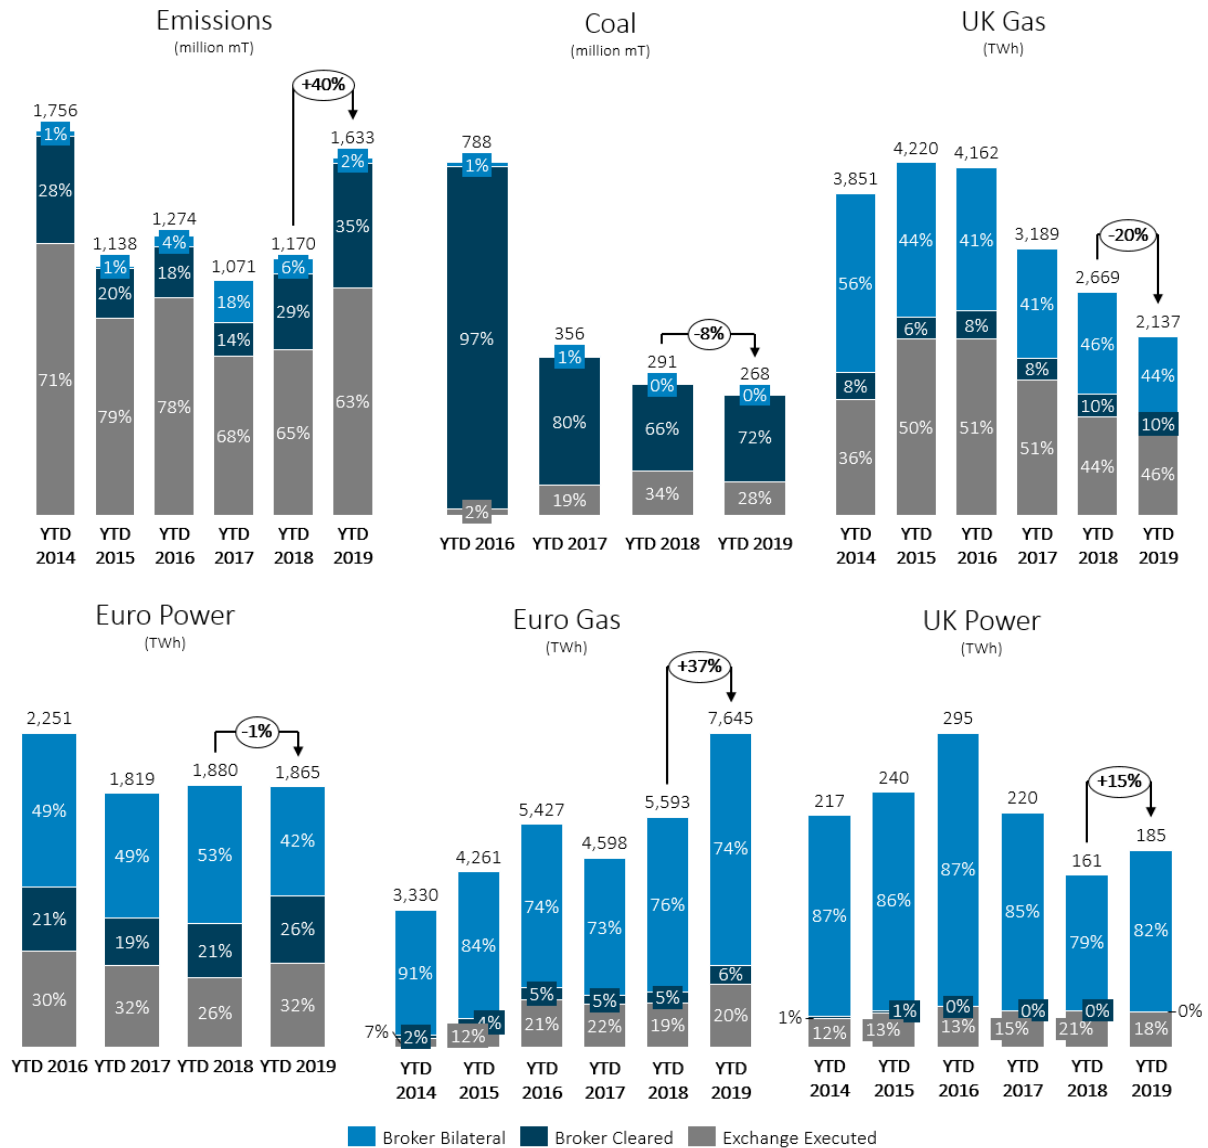 Emissions
(million mT)
+40%
1,756
1%
28%
71%
1,138
1%
20%
79%
1,274
4%
18%
78%
1,071
18%
14%
68%
1,170
6%
29%
65%
1,633
2%
35%
63%
YTD 2014
YTD 2015
YTD 2016
YTD 2017
YTD 2018
YTD 2019
Coal
(million mT)
-8%
788
1%
97%
2%
356
1%
80%
19%
291
0%
66%
34%
268
0%
72%
28%
YTD 2016
YTD 2017
YTD 2018
YTD 2019
UK Gas
(TWh)
-20%
3,851
56%
8%
36%
4,220
44%
6%
50%
4,162
41%
8%
51%
3,189
41%
8%
51%
2,669
46%
10%
44%
2,137
44%
10%
46%
YTD 2014
YTD 2015
YTD 2016
YTD 2017
YTD 2018
YTD 2019
Euro Power
(TWh)
-1%
2,251
49%
21%
30%
1,819
49%
19%
32%
1,880
53%
21%
26%
1,865
42%
26%
32%
YTD 2016
YTD 2017
YTD 2018
YTD 2019
Euro Gas
(TWh)
+37%
3,330
91%
2%
7%
4,261
84%
4%
12%
5,427
74%
5%
21%
4,598
73%
5%
22%
5,593
76%
5%
19%
7,645
74%
6%
20%
YTD 2014
YTD 2015
YTD 2016
YTD 2017
YTD 2018
YTD 2019
UK Power
(TWh)
+15%
217
87%
1%
12%
240
86%
1%
13%
295
87%
0%
13%
220
85%
0%
15%
161
79%
0%
21%
185
82%
0%
18%
YTD 2014
YTD 2015
YTD 2016
YTD 2017
YTD 2018
YTD 2019
Broker Bilateral
Broker Cleared
Exchange Executed